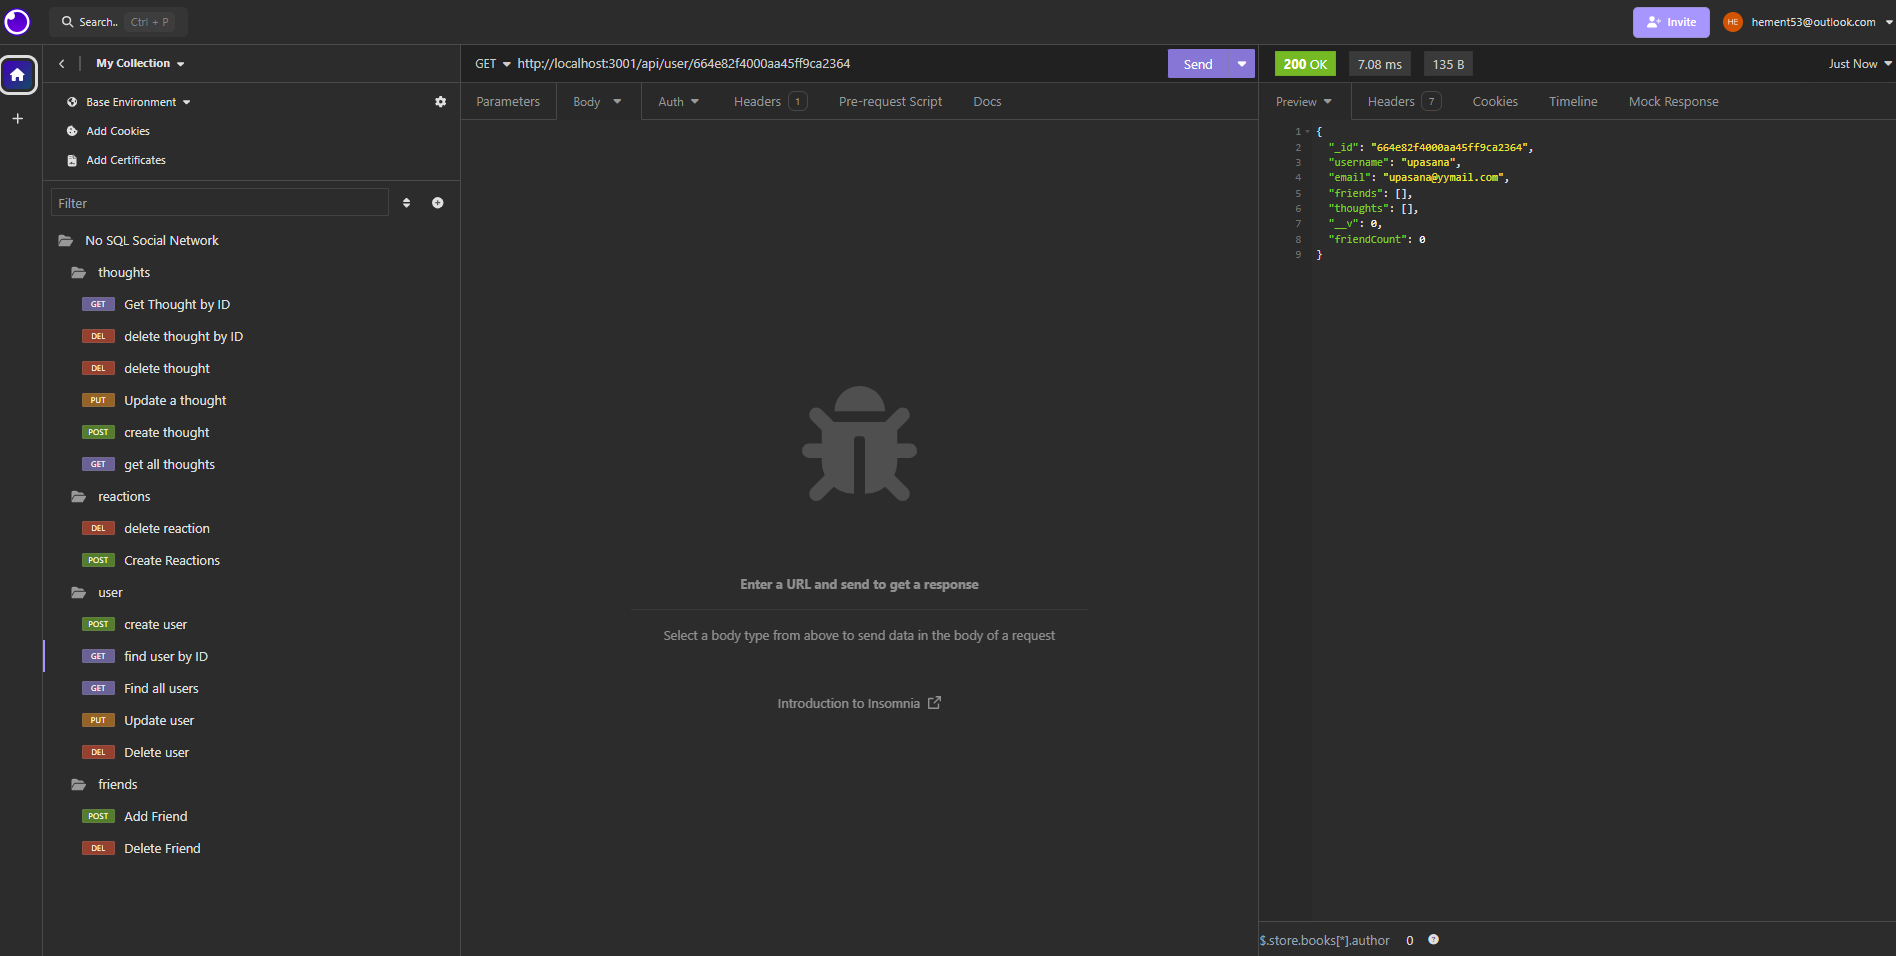 Search.. Ctrl + P
Invite
HE hement53@outlook.com
My Collection
Base Environment
Add Cookies
Add Certificates
Filter
No SQL Social Network
thoughts
GET Get Thought by ID
DEL delete thought by ID
DEL delete thought
PUT Update a thought
POST create thought
GET get all thoughts
reactions
DEL delete reaction
POST Create Reactions
user
POST create user
GET find user by ID
GET Find all users
PUT Update user
DEL Delete user
friends
POST Add Friend
DEL Delete Friend
GET http://localhost:3001/api/user/664e82f4000aa45ff9ca2364 Send
Parameters Body Auth Headers 1 Pre-request Script Docs
Enter a URL and send to get a response
Select a body type from above to send data in the body of a request
Introduction to Insomnia
200 OK 7.08 ms 135 B Just Now
Preview Headers 7 Cookies Timeline Mock Response
1 {
2 "_id": "664e82f4000aa45ff9ca2364",
3 "username": "upasana",
4 "email": "upasana@yymail.com",
5 "friends": [],
6 "thoughts": [],
7 "__v": 0,
8 "friendCount": 0
9 }
$.store.books[*].author 0 ?